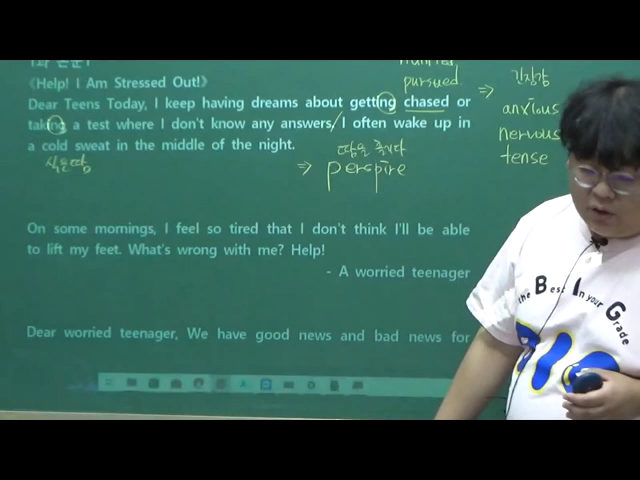 《Help! I Am Stressed Out!》
pursued.
Dear Teens Today, I keep having dreams about getting chased or
taking a test where I don't know any answers/ I often wake up in
a cold sweat in the middle of the night.
식은땀
땀을 흘리다
⇒ perspire
⇒ 긴장감
anxious
nervous
tense
On some mornings, I feel so tired that I don't think I'll be able
to lift my feet. What's wrong with me? Help!
- A worried teenager
Dear worried teenager, We have good news and bad news for
the Best In your Grade
BIG